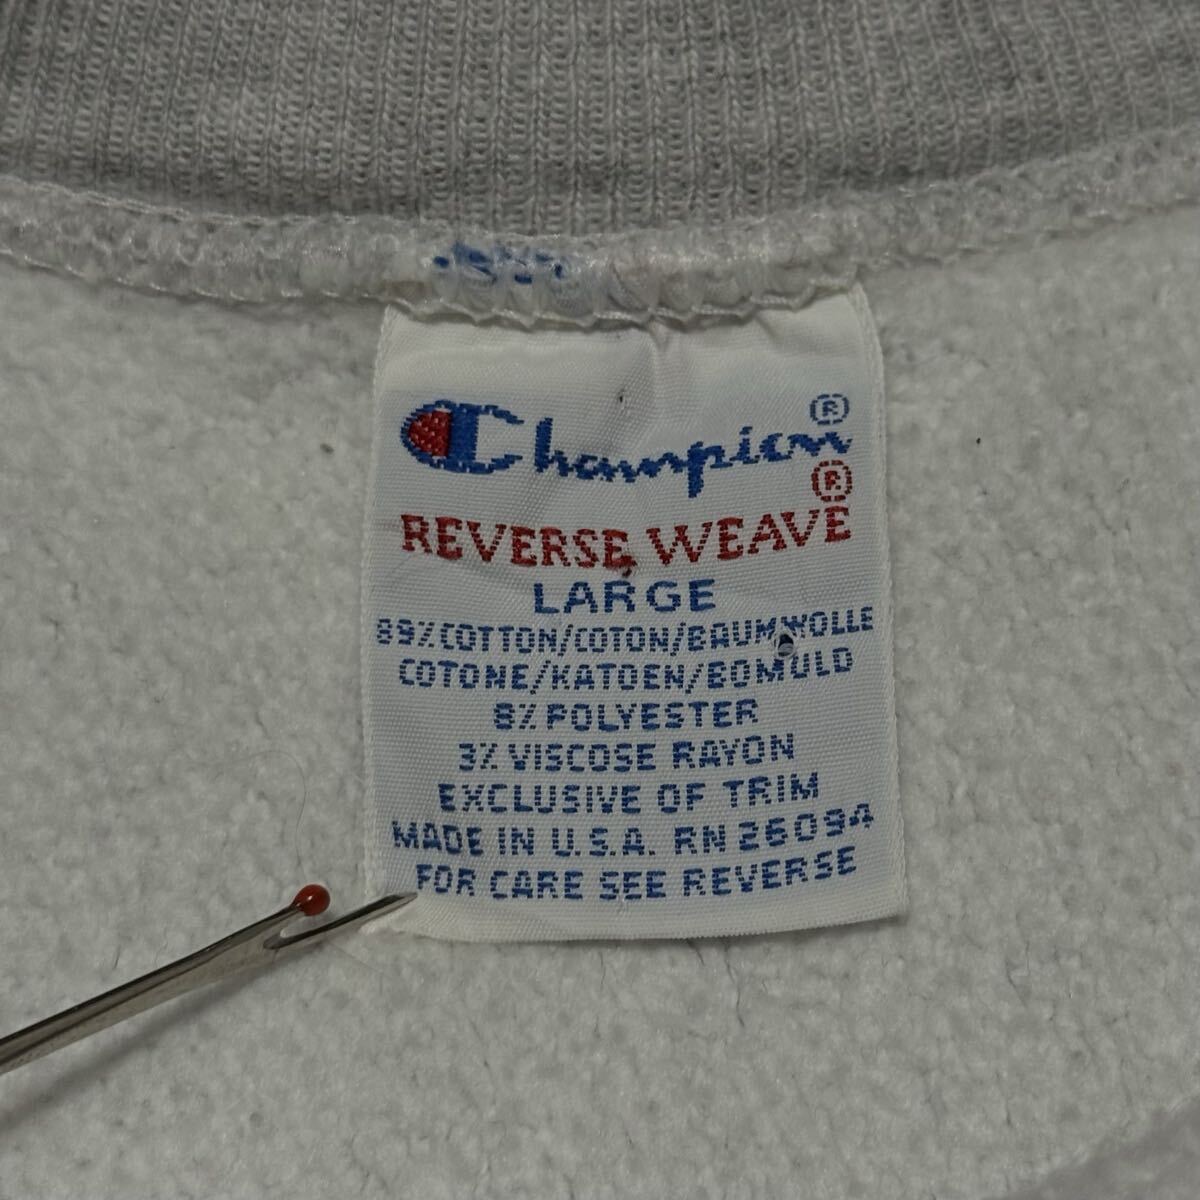 Champion ®
REVERSE WEAVE ®
LARGE
89% COTTON/COTON/BAUMWOLLE
COTONE/KATOEN/BOMULD
8% POLYESTER
3% VISCOSE RAYON
EXCLUSIVE OF TRIM
MADE IN U.S.A. RN 26094
FOR CARE SEE REVERSE